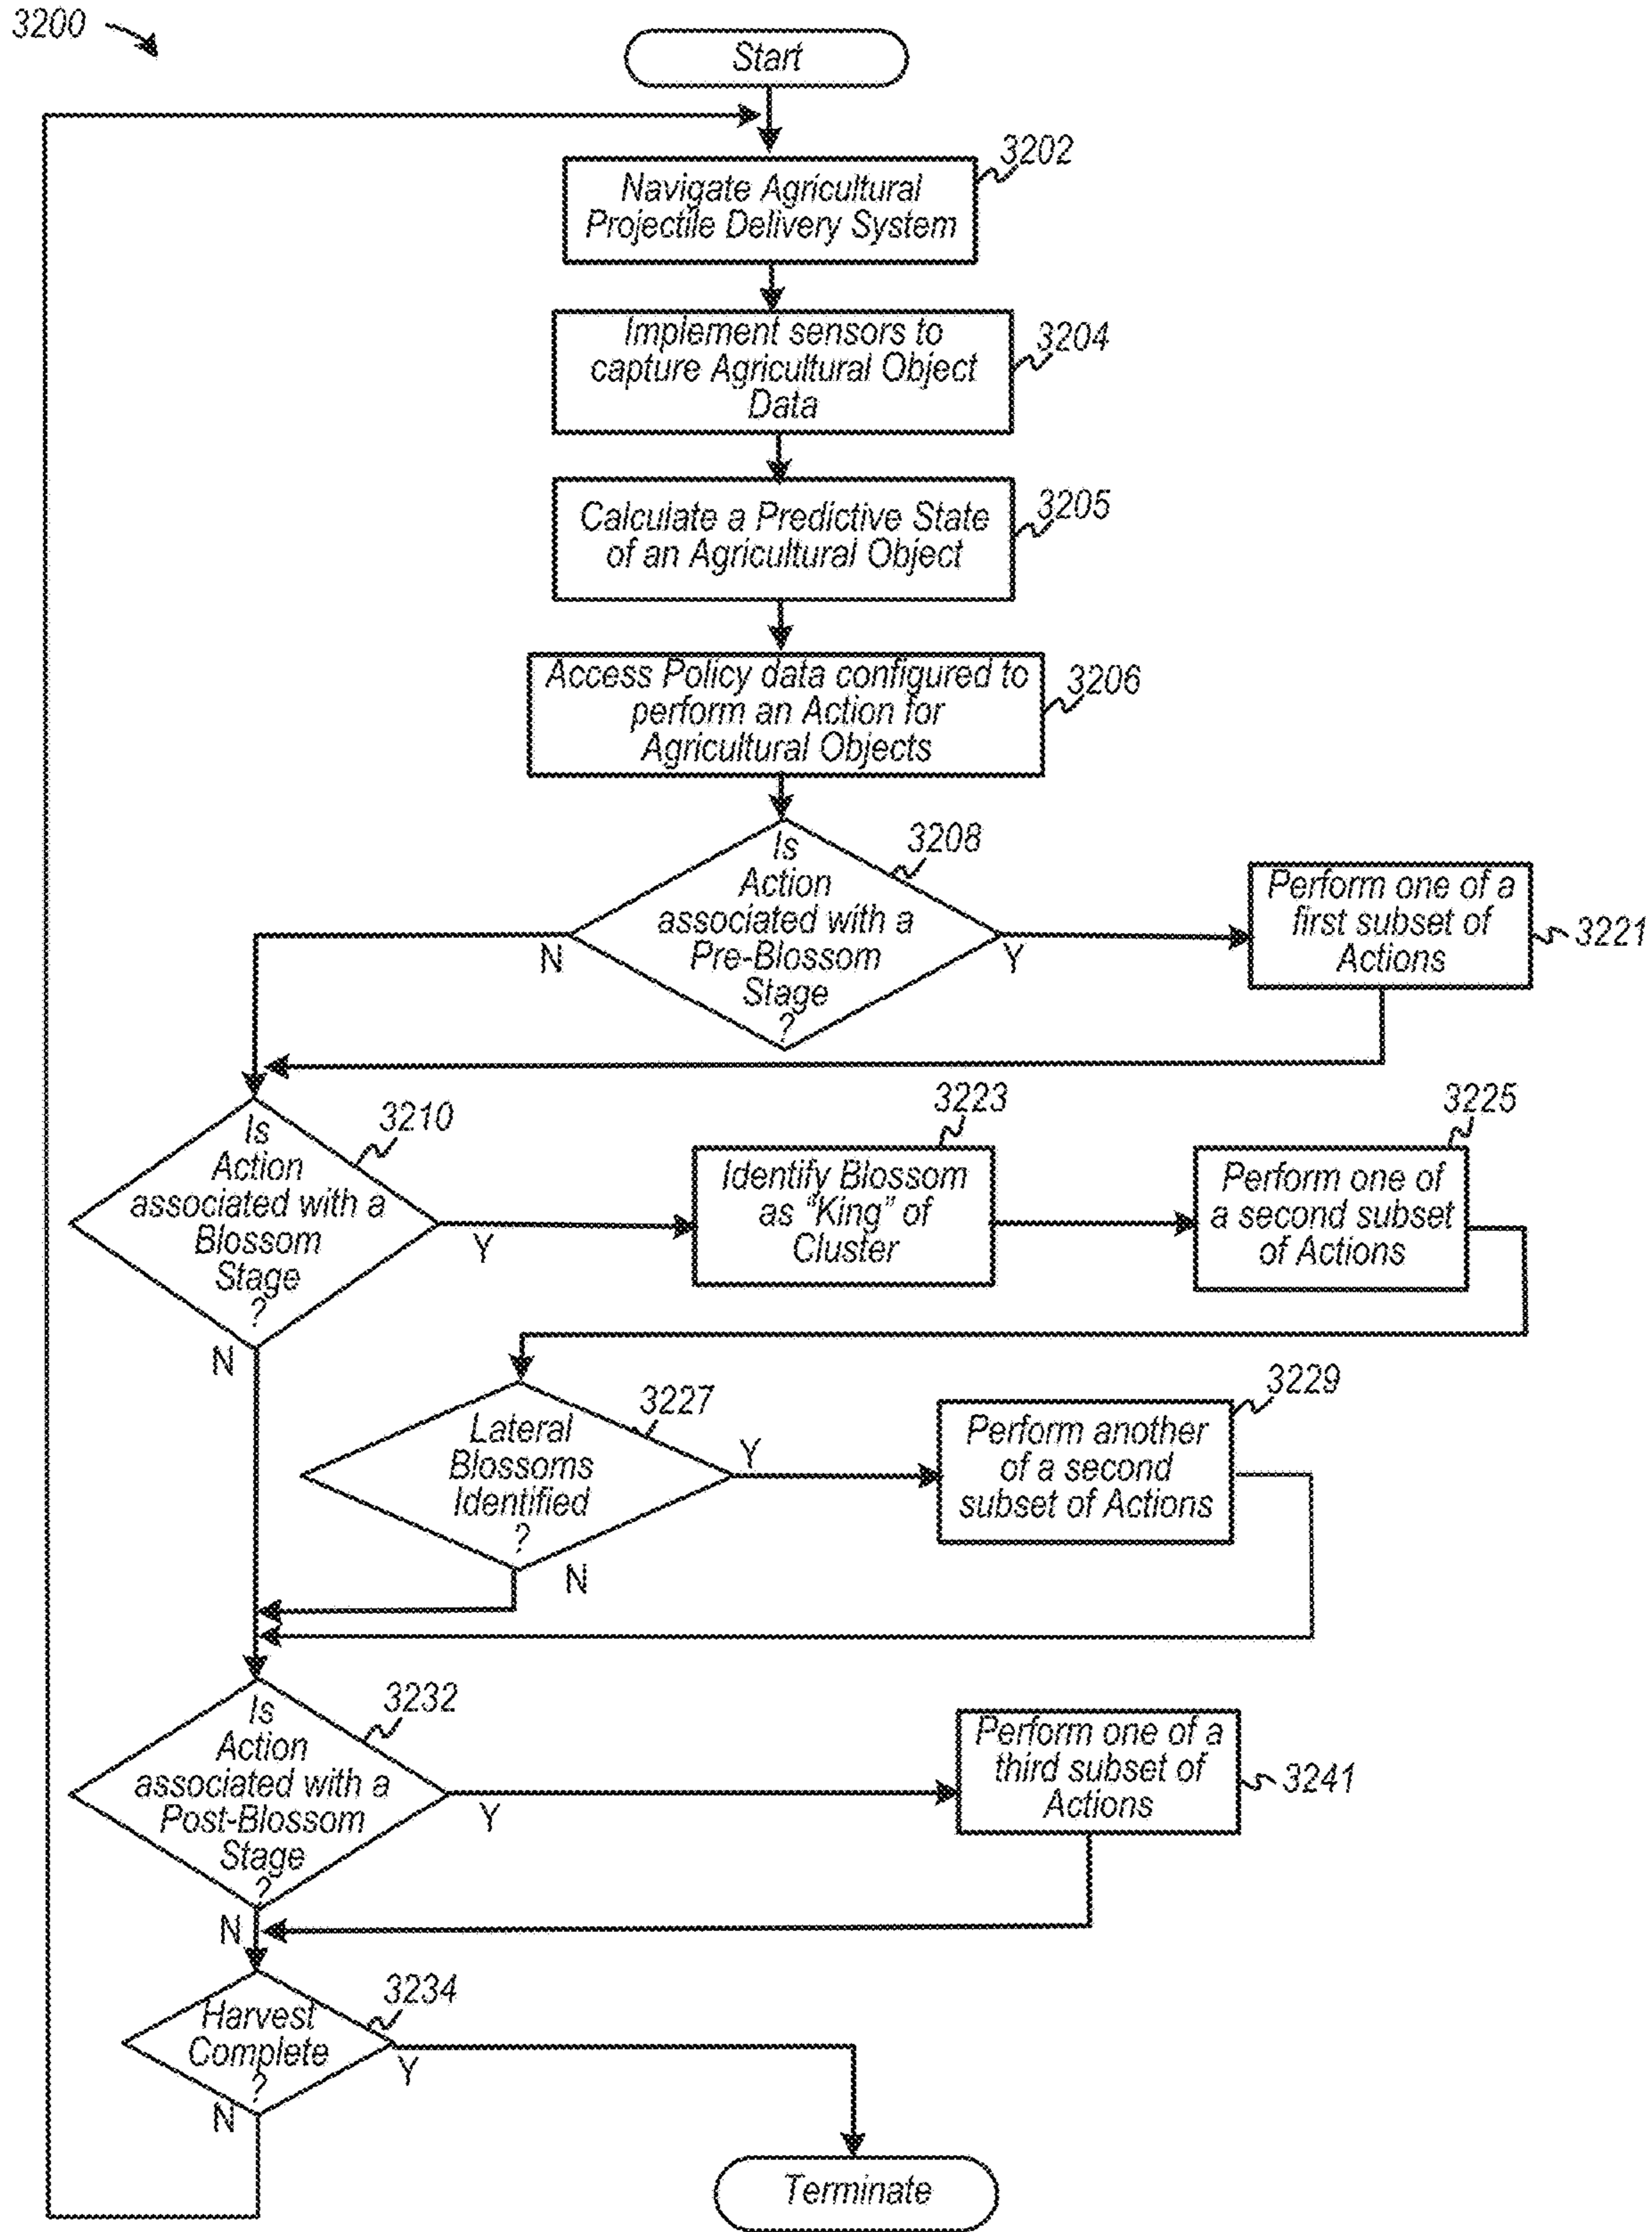 3200
Start
3202
Navigate Agricultural
Projectile Delivery System
3204
Implement sensors to
capture Agricultural Object
Data
3205
Calculate a Predictive State
of an Agricultural Object
3206
Access Policy data configured to
perform an Action for
Agricultural Objects
3208
Is
Action
associated with a
Pre-Blossom
Stage
?
N
Y
Perform one of a
first subset of
Actions
3221
3210
Is
Action
associated with a
Blossom
Stage
?
Y
N
3223
Identify Blossom
as "King" of
Cluster
3225
Perform one of
a second subset
of Actions
3227
Lateral
Blossoms
Identified
?
Y
N
3229
Perform another
of a second
subset of Actions
3232
Is
Action
associated with a
Post-Blossom
Stage
?
Y
N
Perform one of a
third subset of
Actions
3241
3234
Harvest
Complete
?
Y
N
Terminate